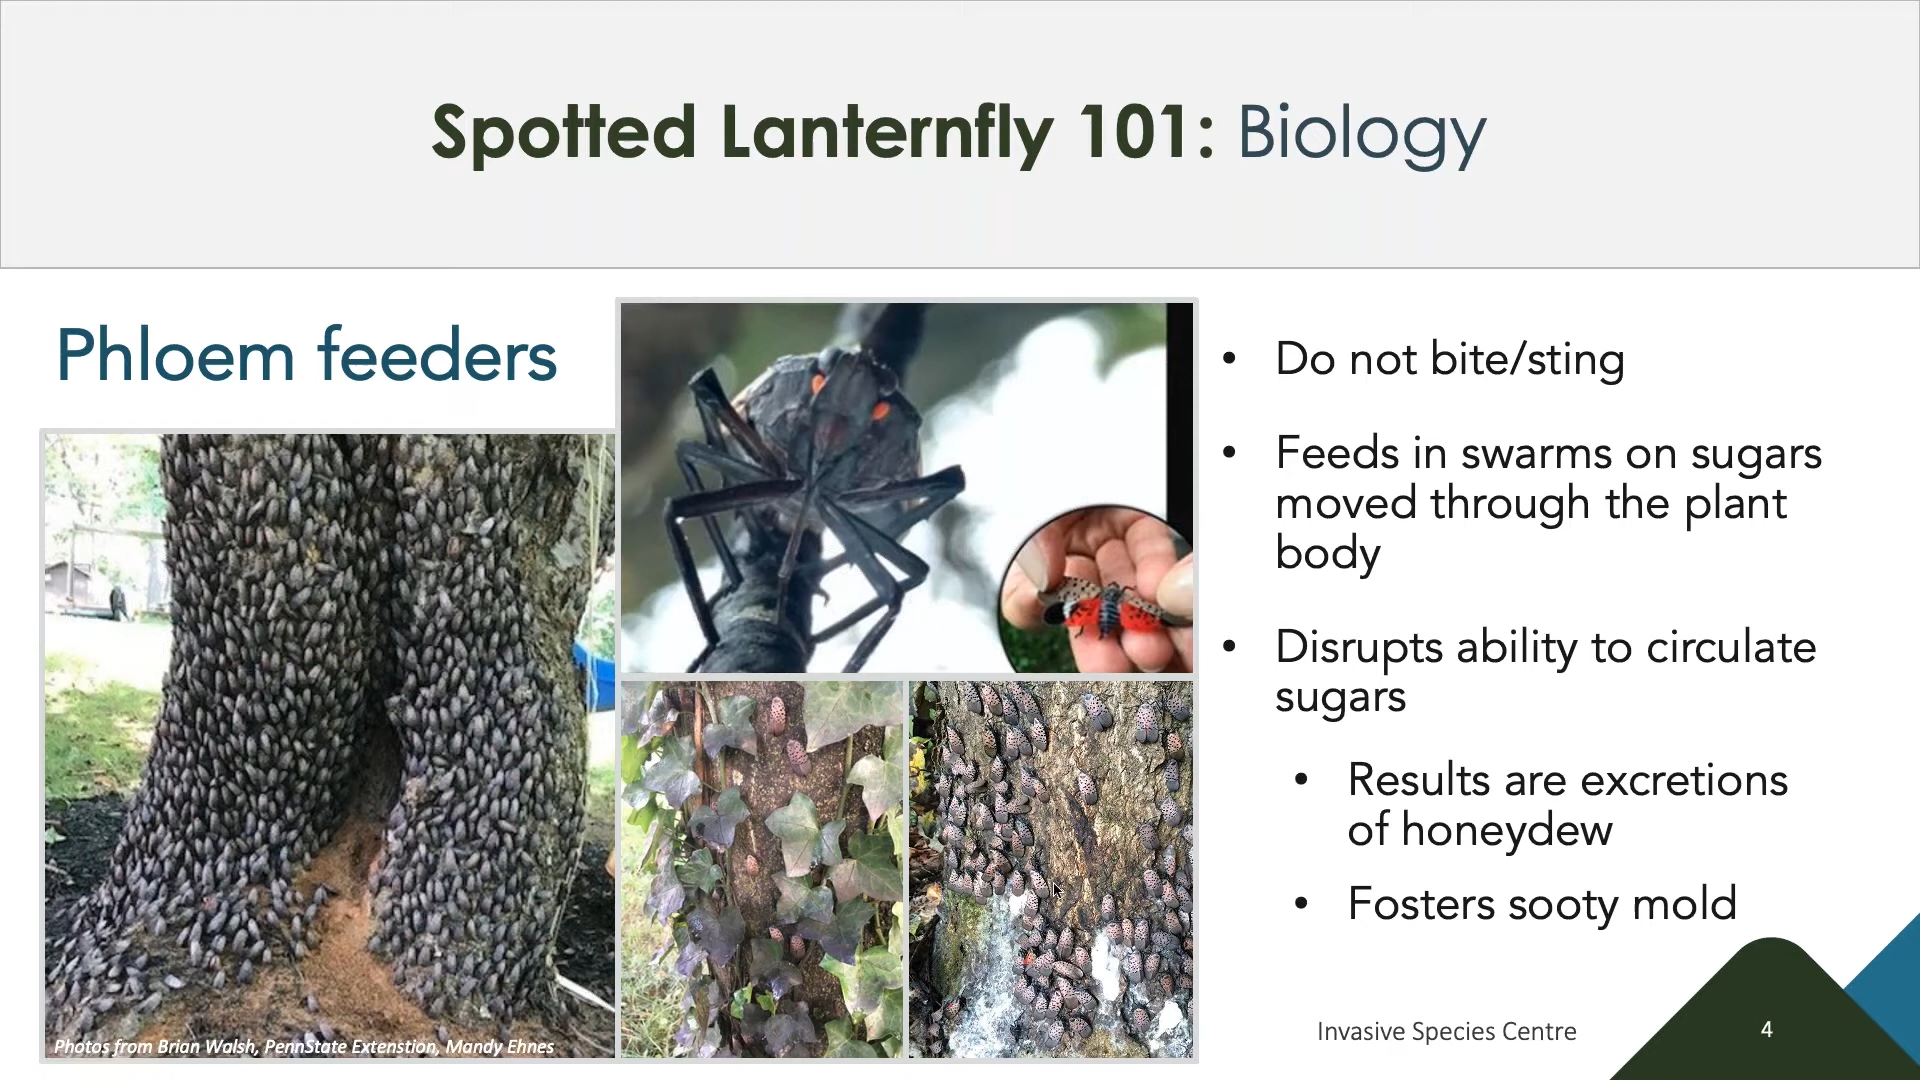 Spotted Lanternfly 101: Biology
Phloem feeders
Photos from Brian Walsh, PennState Extenstion, Mandy Ehnes
• Do not bite/sting
• Feeds in swarms on sugars
moved through the plant
body
• Disrupts ability to circulate
sugars
• Results are excretions
of honeydew
• Fosters sooty mold
Invasive Species Centre
4